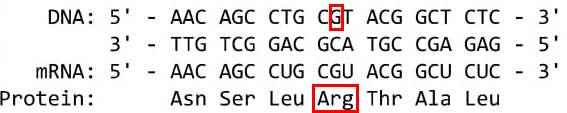 DNA: 5' - AAC AGC CTG CGT ACG GCT CTC - 3'
3' - TTG TCG GAC GCA TGC CGA GAG - 5'
mRNA: 5' - AAC AGC CUG CGU ACG GCU CUC - 3'
Protein: Asn Ser Leu Arg Thr Ala Leu